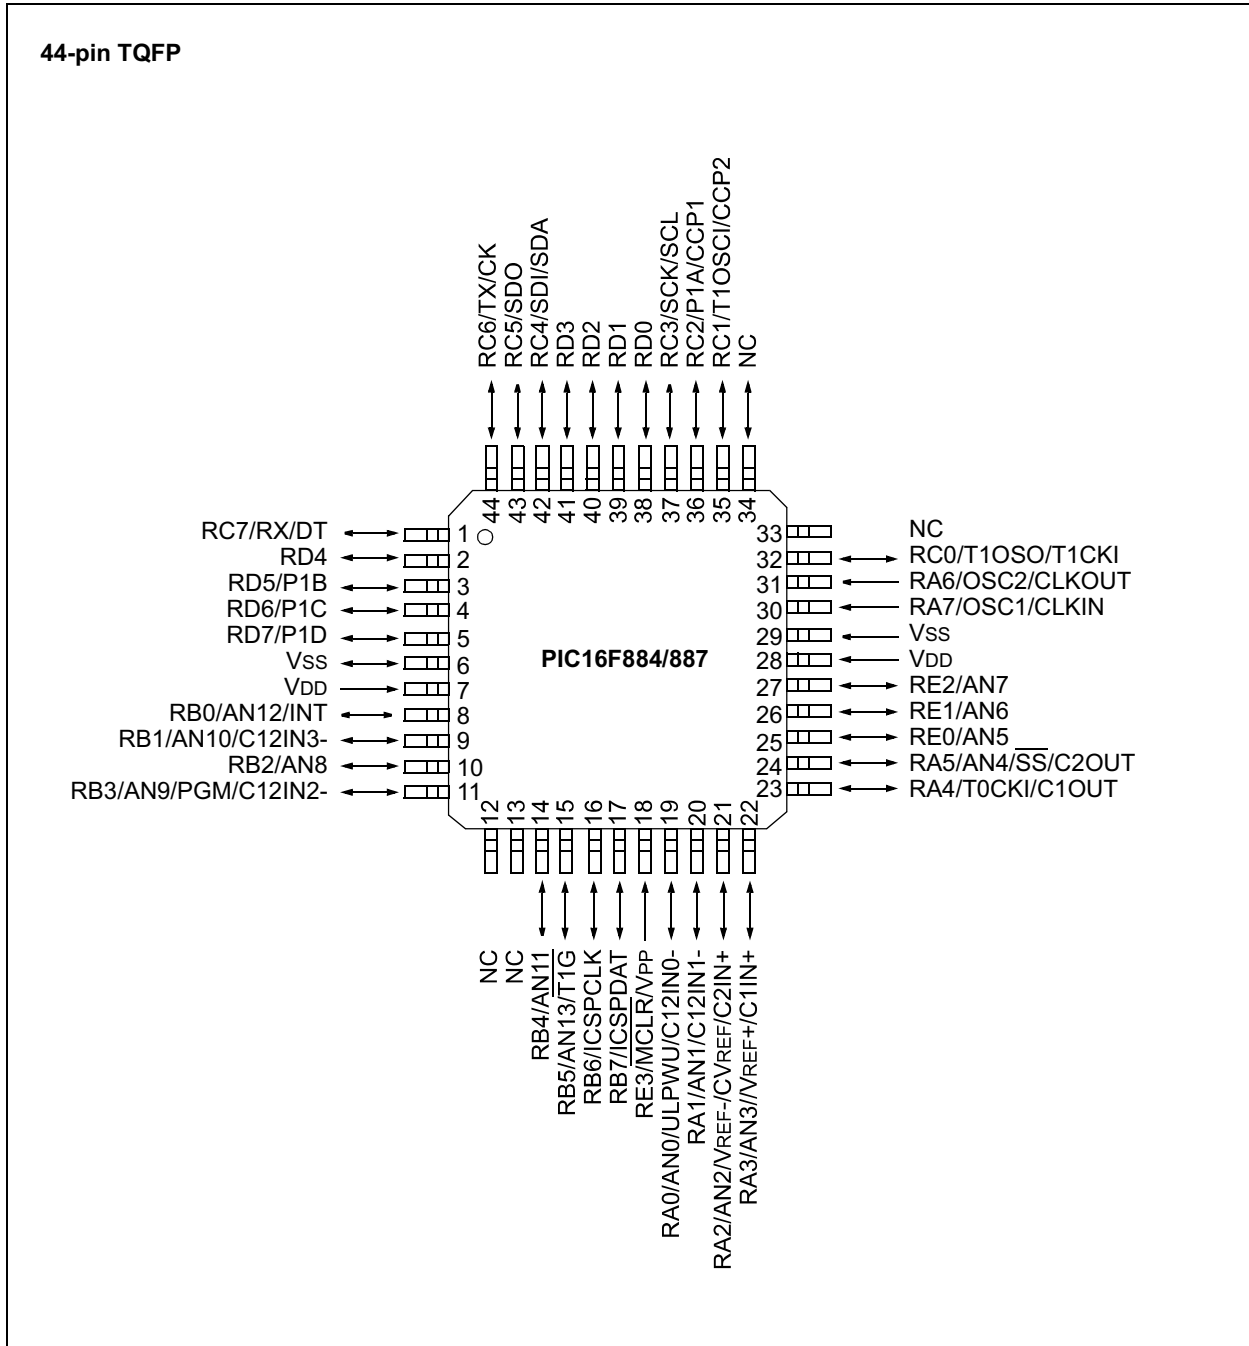 44-pin TQFP
RC6/TX/CK
RC5/SDO
RC4/SDI/SDA
RD3
RD2
RD1
RD0
RC3/SCK/SCL
RC2/P1A/CCP1
RC1/T1OSCI/CCP2
NC
44
43
42
41
40
39
38
37
36
35
34
RC7/RX/DT 1
RD4 2
RD5/P1B 3
RD6/P1C 4
RD7/P1D 5
VSS 6
VDD 7
RB0/AN12/INT 8
RB1/AN10/C12IN3- 9
RB2/AN8 10
RB3/AN9/PGM/C12IN2- 11
PIC16F884/887
33 NC
32 RC0/T1OSO/T1CKI
31 RA6/OSC2/CLKOUT
30 RA7/OSC1/CLKIN
29 VSS
28 VDD
27 RE2/AN7
26 RE1/AN6
25 RE0/AN5
24 RA5/AN4/S̅S̅/C2OUT
23 RA4/T0CKI/C1OUT
12
13
14
15
16
17
18
19
20
21
22
NC
NC
RB4/AN11
RB5/AN13/T̅1̅G̅
RB6/ICSPCLK
RB7/ICSPDAT
RE3/M̅C̅L̅R̅/VPP
RA0/AN0/ULPWU/C12IN0-
RA1/AN1/C12IN1-
RA2/AN2/VREF-/CVREF/C2IN+
RA3/AN3//VREF+/C1IN+